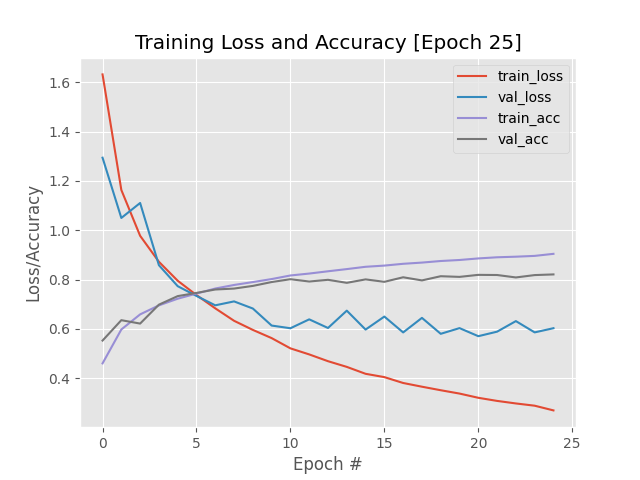 Training Loss and Accuracy [Epoch 25]
train_loss
val_loss
train_acc
val_acc
1.6
1.4
1.2
1.0
0.8
0.6
0.4
Loss/Accuracy
0 5 10 15 20 25
Epoch #